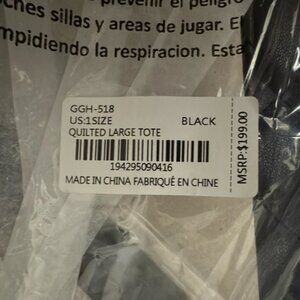 prevenir el peligro
ches sillas y areas de jugar. El
mpidiendo la respiracion. Esta
GGH-518
US:1SIZE BLACK
QUILTED LARGE TOTE
194295090416
MADE IN CHINA FABRIQUÉ EN CHINE
MSRP:$199.00